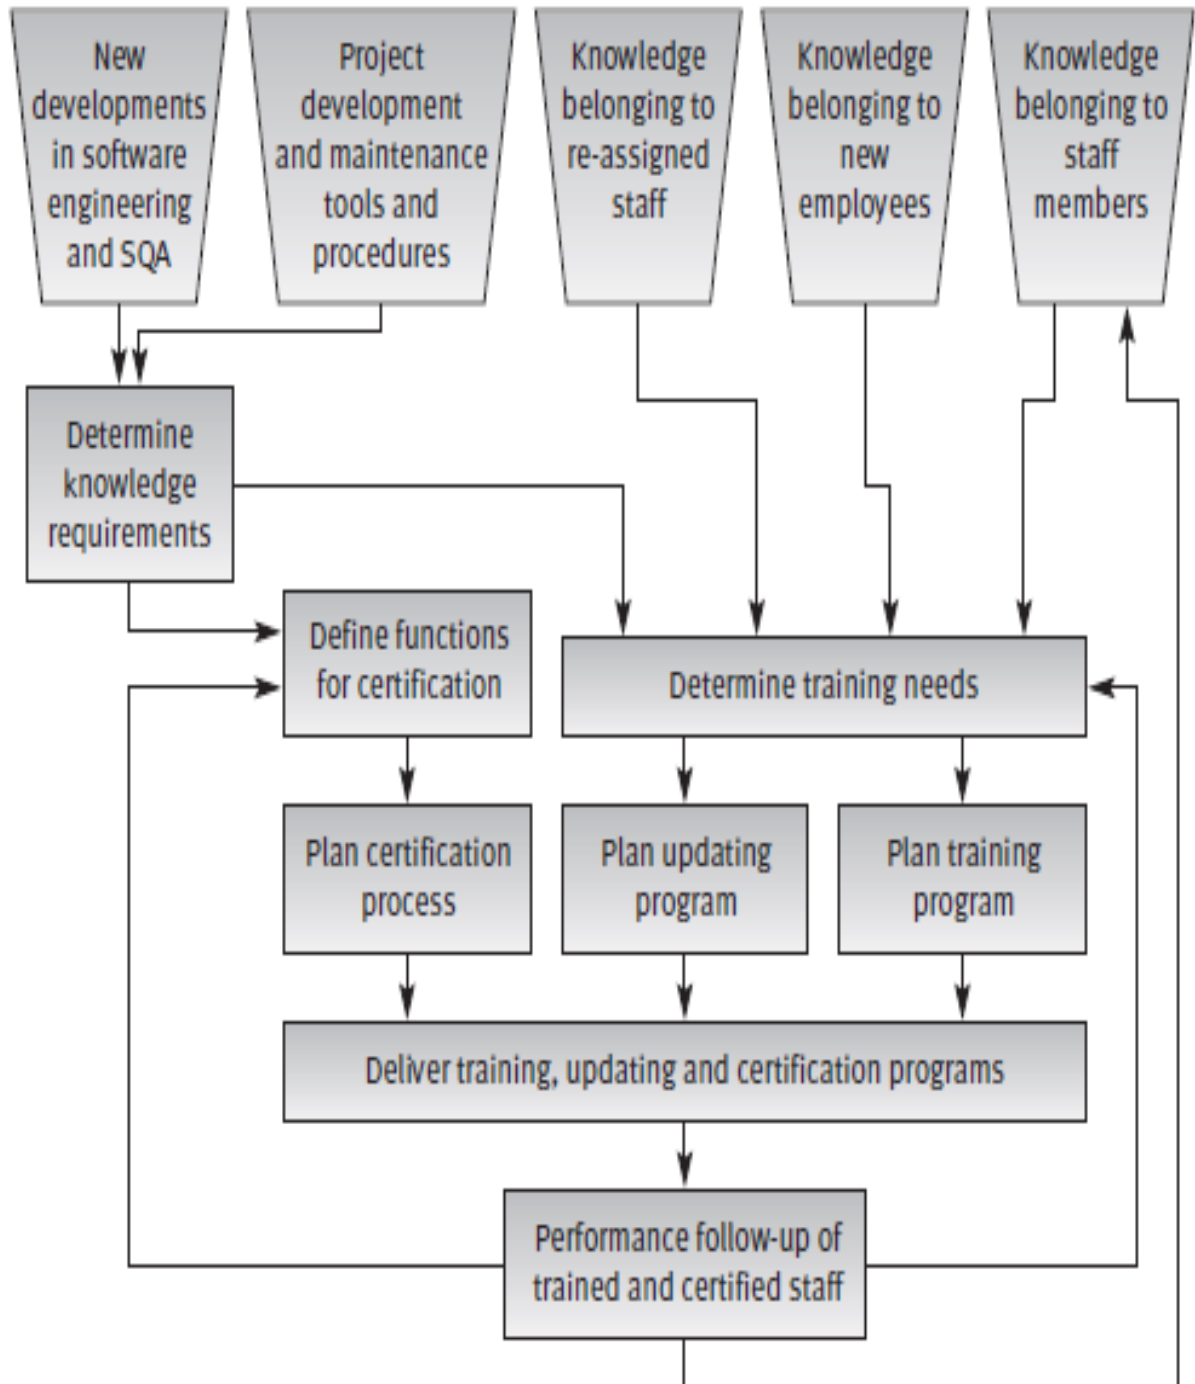 New
developments
in software
engineering
and SQA
Project
development
and maintenance
tools and
procedures
Knowledge
belonging to
re-assigned
staff
Knowledge
belonging to
new
employees
Knowledge
belonging to
staff
members
Determine
knowledge
requirements
Define functions
for certification
Determine training needs
Plan certification
process
Plan updating
program
Plan training
program
Deliver training, updating and certification programs
Performance follow-up of
trained and certified staff